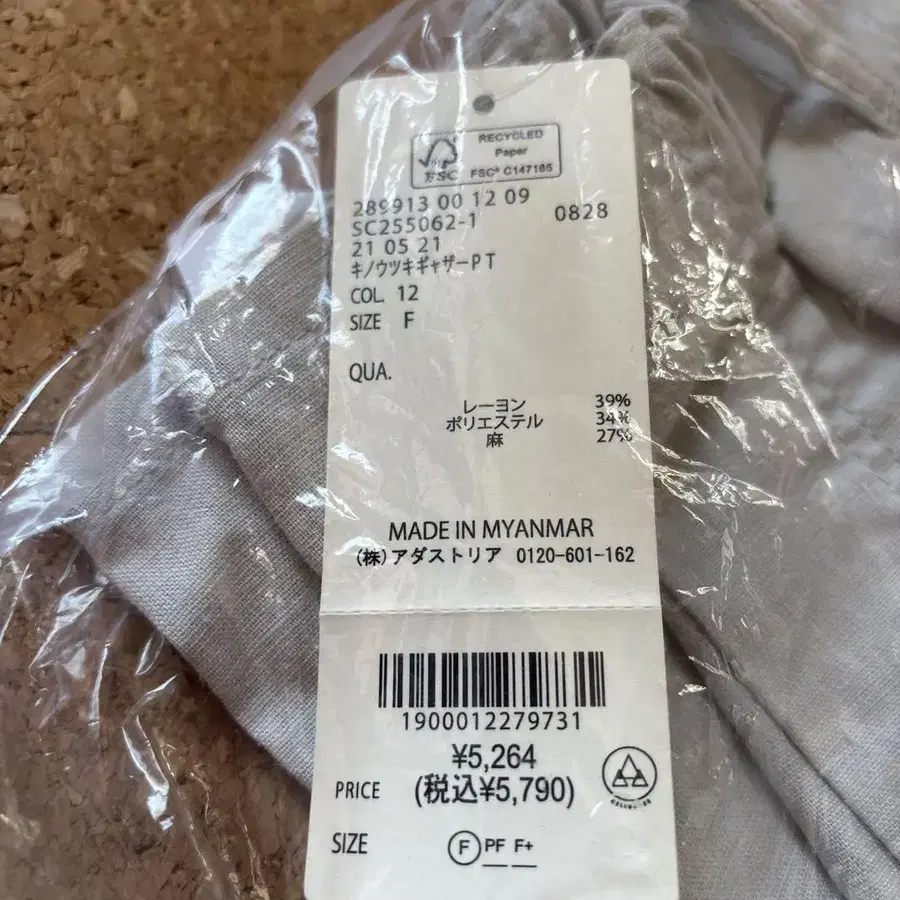 RECYCLED
Paper
FSC
FSC® C147165
289913 00 12 09
0828
SC255062-1
21 05 21
キノウツキギャザーPT
COL. 12
SIZE F
QUA.
レーヨン 39%
ポリエステル 34%
麻 27%
MADE IN MYANMAR
(株)アダストリア 0120-601-162
1900012279731
¥5,264
PRICE (税込¥5,790)
SIZE F PF F+